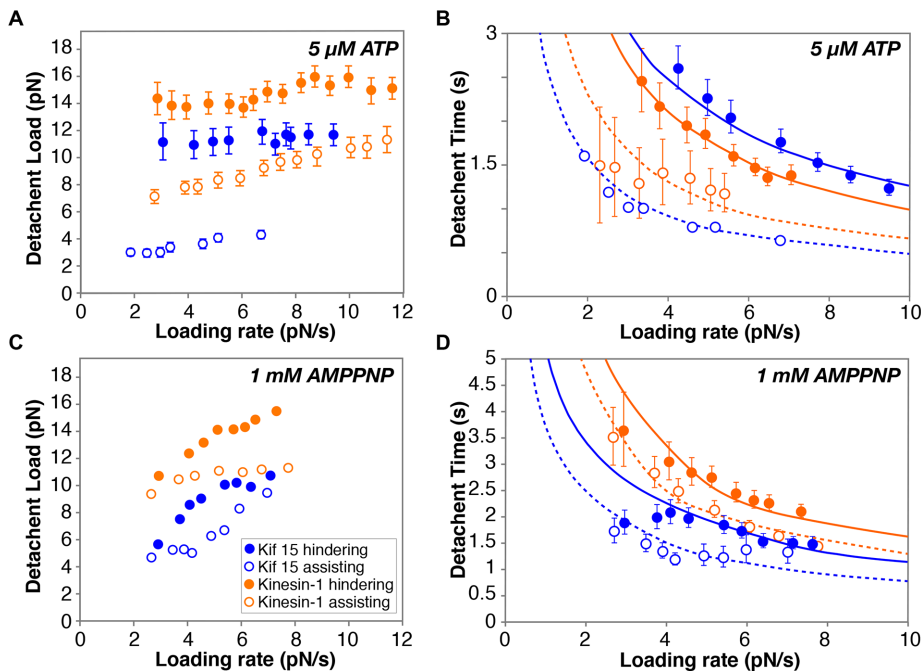 A
5 µM ATP
Detachent Load (pN)
18
16
14
12
10
8
6
4
2
0
0 2 4 6 8 10 12
Loading rate (pN/s)
B
5 µM ATP
Detachent Time (s)
3
1.5
0
0 2 4 6 8 10
Loading rate (pN/s)
C
1 mM AMPPNP
Detachent Load (pN)
18
16
14
12
10
8
6
4
2
0
Kif 15 hindering
Kif 15 assisting
Kinesin-1 hindering
Kinesin-1 assisting
0 2 4 6 8 10 12
Loading rate (pN/s)
D
1 mM AMPPNP
Detachent Time (s)
5
4.5
4
3.5
3
2.5
2
1.5
1
0.5
0
0 2 4 6 8 10
Loading rate (pN/s)